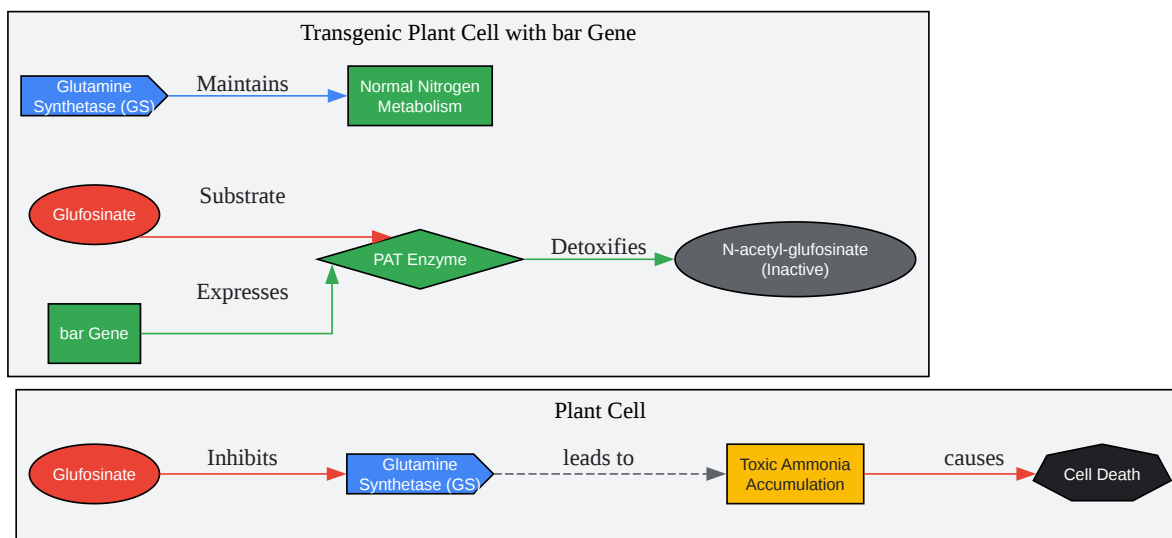 Transgenic Plant Cell with bar Gene
Glutamine
Synthetase (GS)
Maintains
Normal Nitrogen
Metabolism
Glufosinate
Substrate
PAT Enzyme
Detoxifies
N-acetyl-glufosinate
(Inactive)
Expresses
bar Gene
Plant Cell
Glufosinate
Inhibits
Glutamine
Synthetase (GS)
leads to
Toxic Ammonia
Accumulation
causes
Cell Death